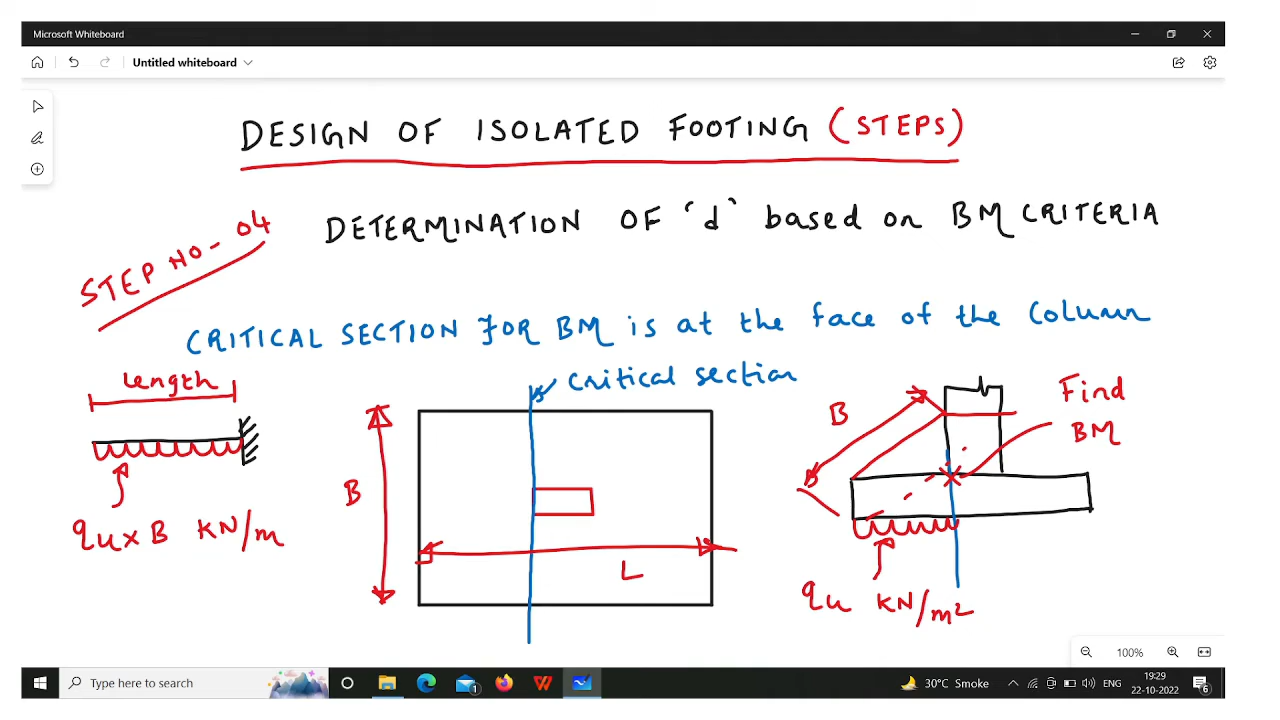 Microsoft Whiteboard
Untitled whiteboard
DESIGN OF ISOLATED FOOTING (STEPS)
STEP NO - 04
DETERMINATION OF 'd' based on BM CRITERIA
CRITICAL SECTION FOR BM is at the face of the Column
length
Critical section
Find
BM
B
B
B
qu x B KN/m
L
qu KN/m²
100%
Type here to search
1
30°C Smoke
ENG
19:29
22-10-2022
6